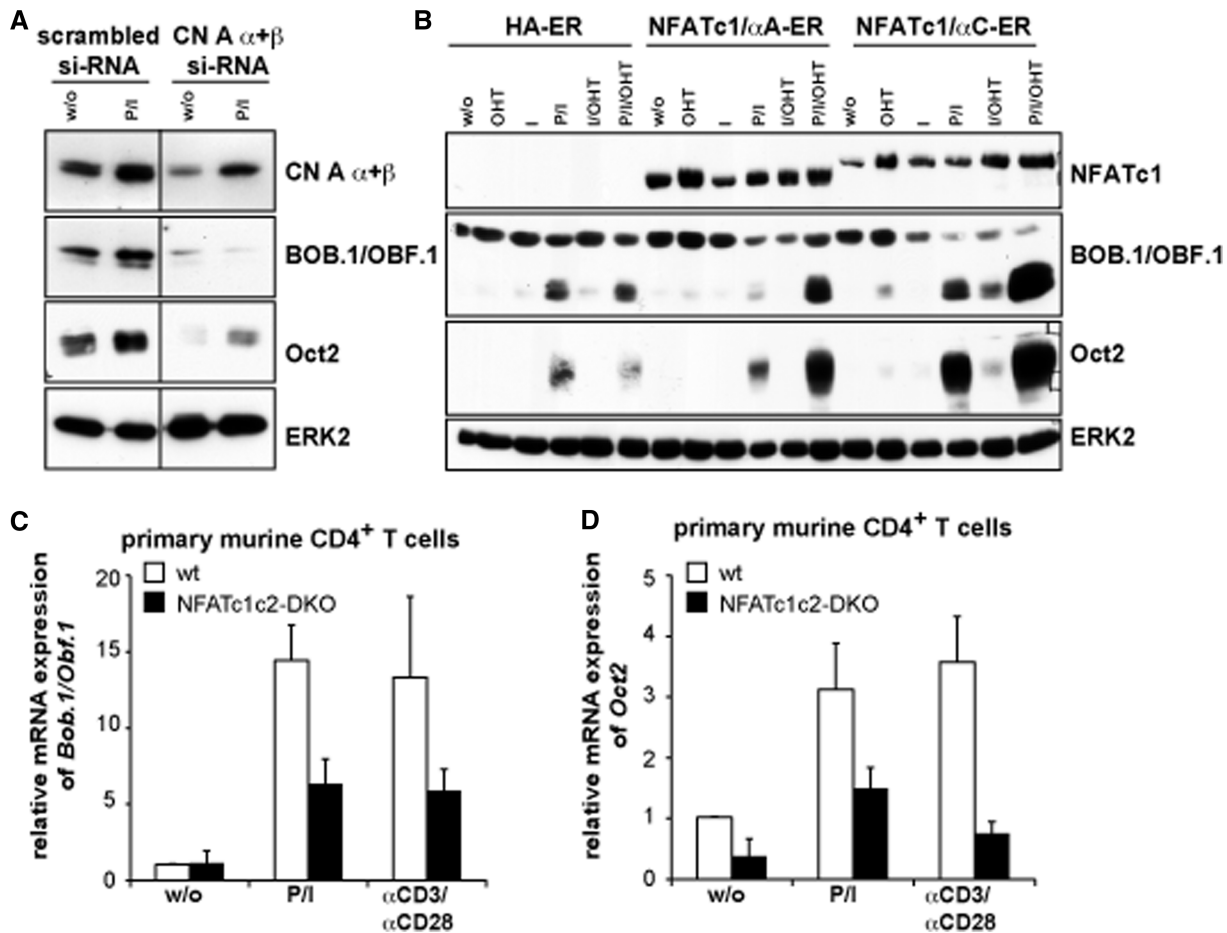 A
scrambled
si-RNA
CN A α+β
si-RNA
w/o
P/I
w/o
P/I
CN A α+β
BOB.1/OBF.1
Oct2
ERK2
B
HA-ER
NFATc1/αA-ER
NFATc1/αC-ER
w/o
OHT
I
P/I
I/OHT
P/I/OHT
w/o
OHT
I
P/I
I/OHT
P/I/OHT
w/o
OHT
I
P/I
I/OHT
P/I/OHT
NFATc1
BOB.1/OBF.1
Oct2
ERK2
C
primary murine CD4+ T cells
wt
NFATc1c2-DKO
relative mRNA expression
of Bob.1/Obf.1
20
15
10
5
0
w/o
P/I
αCD3/
αCD28
D
primary murine CD4+ T cells
wt
NFATc1c2-DKO
relative mRNA expression
of Oct2
5
4
3
2
1
0
w/o
P/I
αCD3/
αCD28